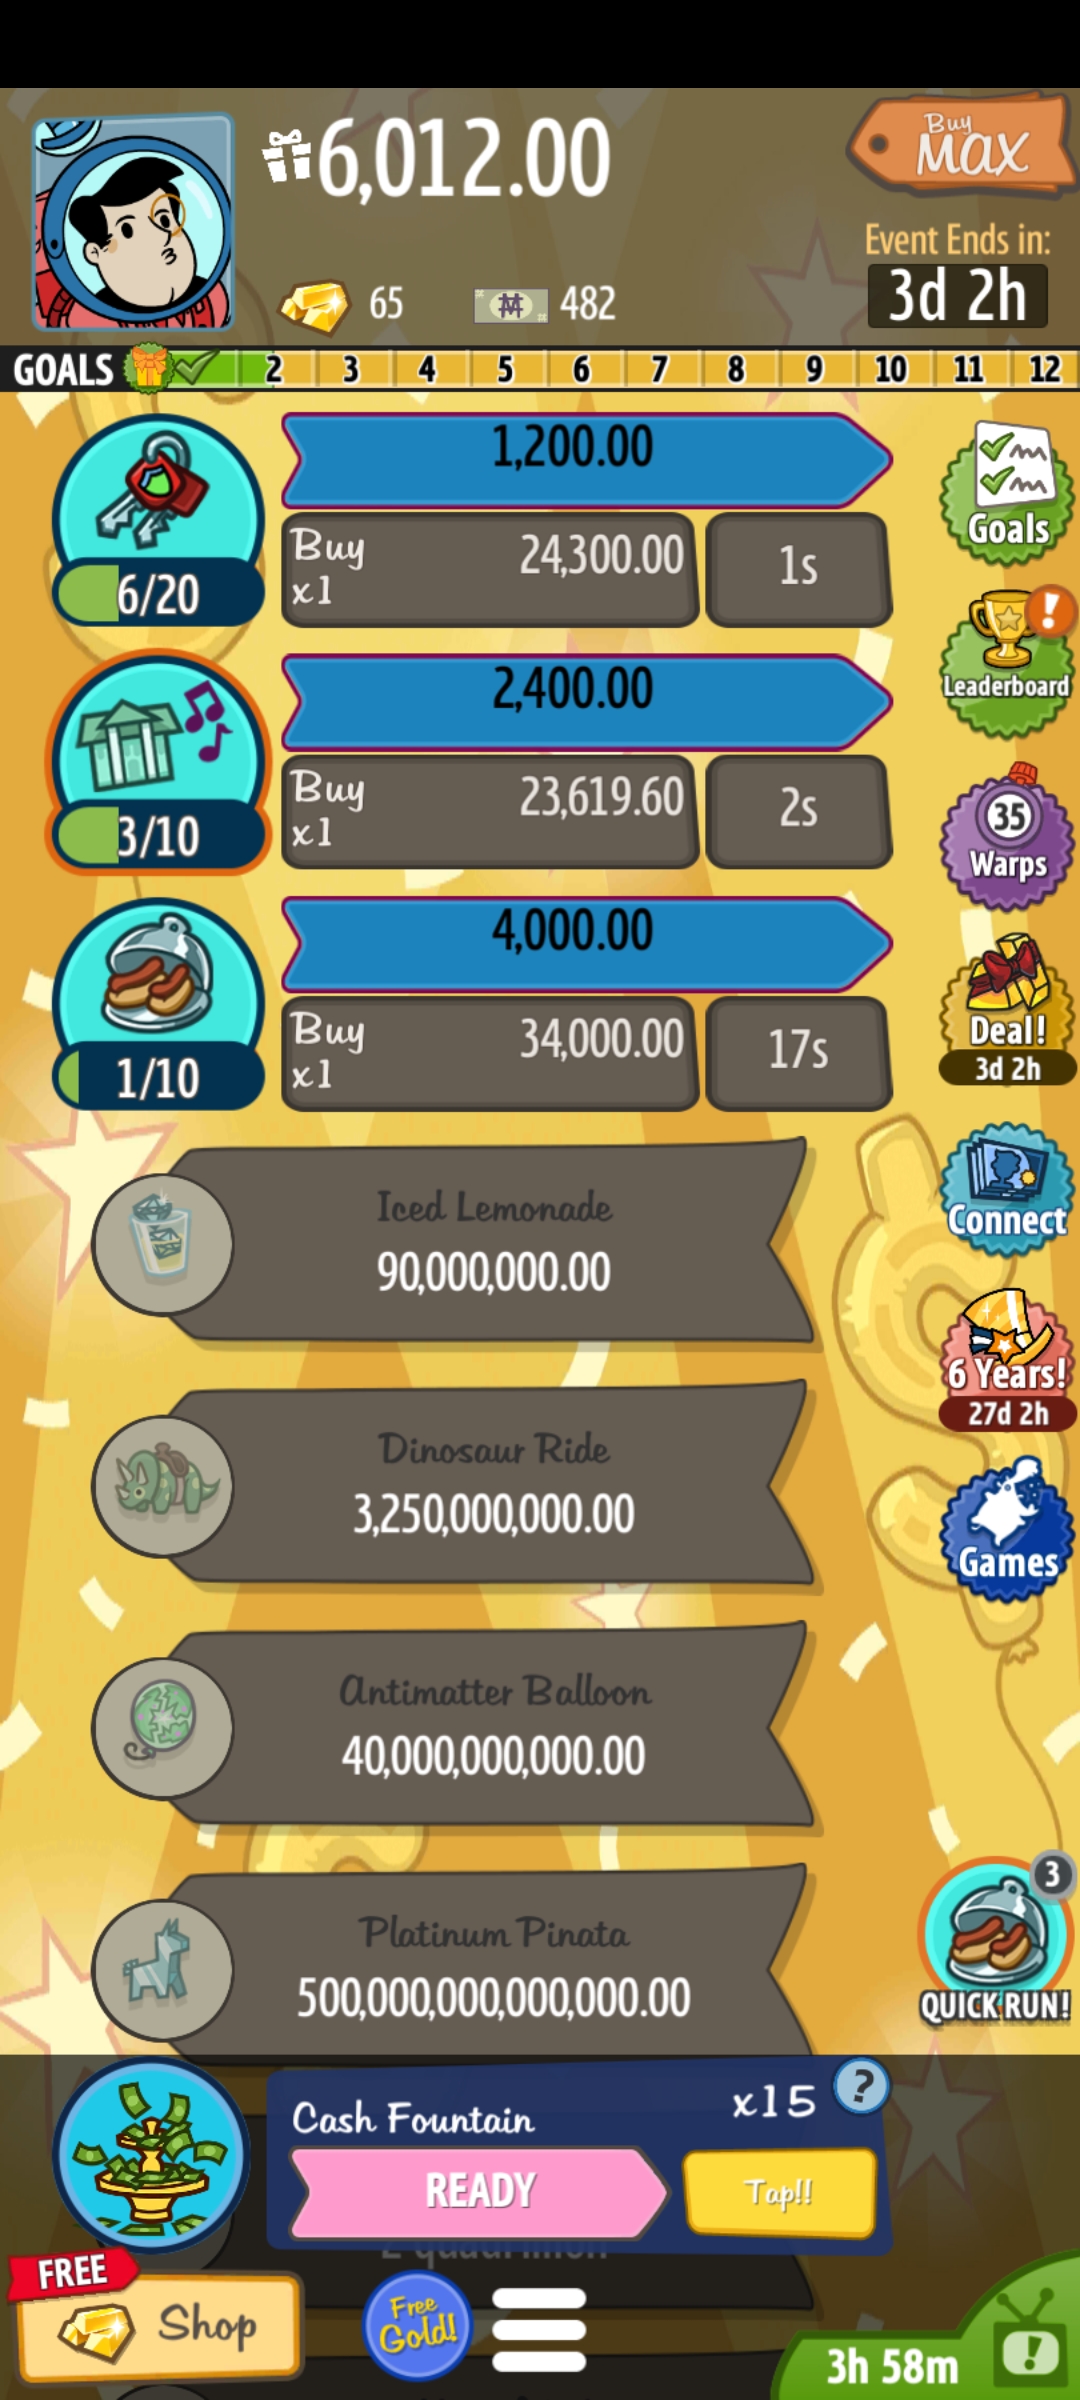 6,012.00
Buy
MAX
65
482
Event Ends in:
3d 2h
GOALS 2 3 4 5 6 7 8 9 10 11 12
1,200.00
Buy
x1
24,300.00
1s
6/20
Goals
2,400.00
Buy
x1
23,619.60
2s
3/10
Leaderboard
35
Warps
4,000.00
Buy
x1
34,000.00
17s
1/10
Deal!
3d 2h
Iced Lemonade
90,000,000.00
Connect
6 Years!
27d 2h
Dinosaur Ride
3,250,000,000.00
Games
Antimatter Balloon
40,000,000,000.00
Platinum Pinata
500,000,000,000,000.00
3
QUICK RUN!
Cash Fountain
x15
?
READY
Tap!!
FREE
Shop
Free
Gold!
3h 58m